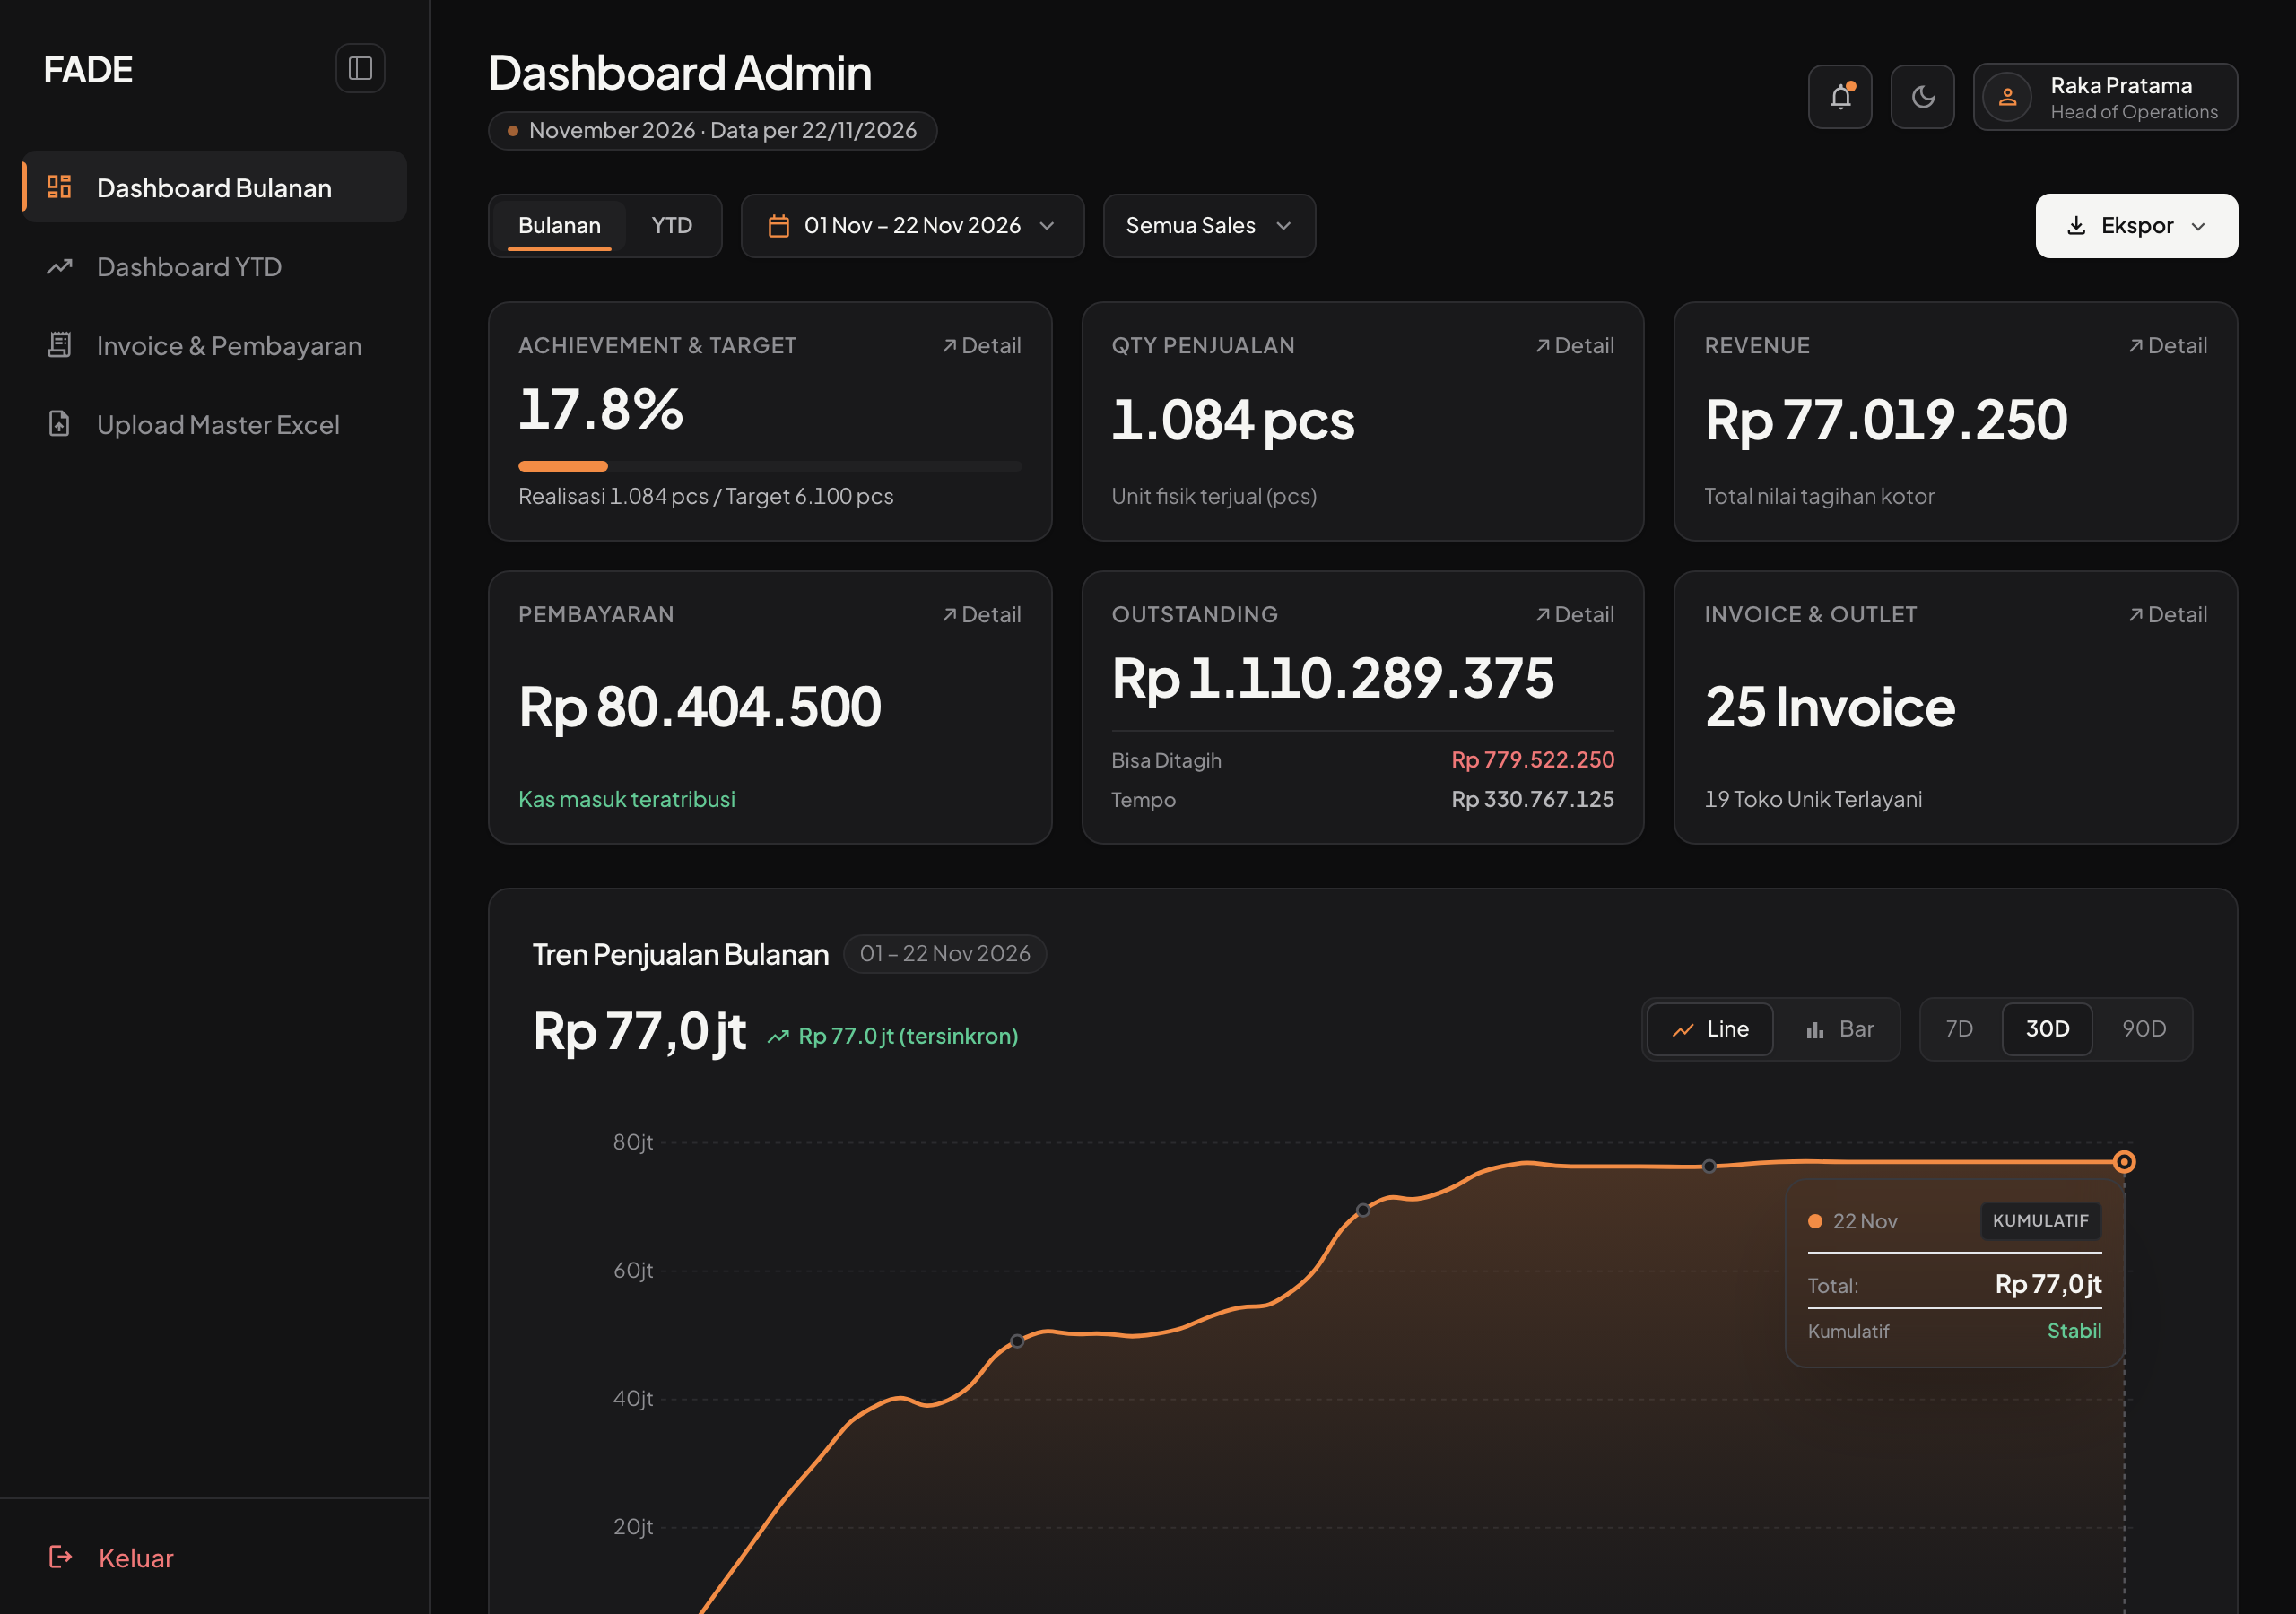 FADE
Dashboard Bulanan
Dashboard YTD
Invoice & Pembayaran
Upload Master Excel
Keluar
Dashboard Admin
November 2026 · Data per 22/11/2026
Raka Pratama
Head of Operations
Bulanan YTD 01 Nov – 22 Nov 2026 Semua Sales Ekspor
ACHIEVEMENT & TARGET Detail
17.8%
Realisasi 1.084 pcs / Target 6.100 pcs
QTY PENJUALAN Detail
1.084 pcs
Unit fisik terjual (pcs)
REVENUE Detail
Rp 77.019.250
Total nilai tagihan kotor
PEMBAYARAN Detail
Rp 80.404.500
Kas masuk teratribusi
OUTSTANDING Detail
Rp 1.110.289.375
Bisa Ditagih Rp 779.522.250
Tempo Rp 330.767.125
INVOICE & OUTLET Detail
25 Invoice
19 Toko Unik Terlayani
Tren Penjualan Bulanan 01 – 22 Nov 2026
Rp 77,0 jt Rp 77.0 jt (tersinkron)
Line Bar 7D 30D 90D
80jt
60jt
40jt
20jt
22 Nov KUMULATIF
Total: Rp 77,0 jt
Kumulatif Stabil